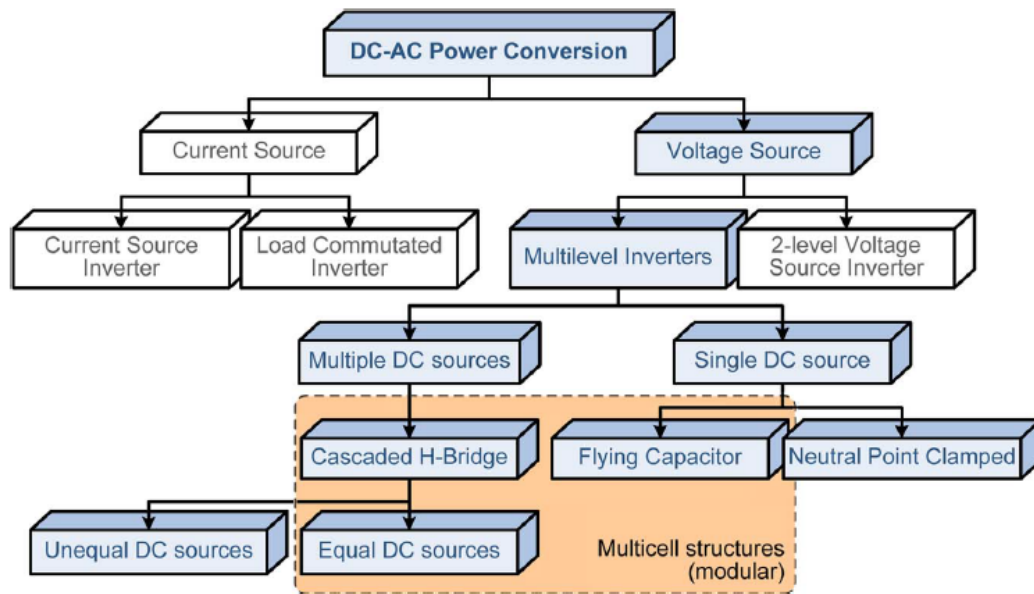 DC-AC Power Conversion
Current Source
Voltage Source
Current Source
Inverter
Load Commutated
Inverter
Multilevel Inverters
2-level Voltage
Source Inverter
Multiple DC sources
Single DC source
Cascaded H-Bridge
Flying Capacitor
Neutral Point Clamped
Unequal DC sources
Equal DC sources
Multicell structures
(modular)